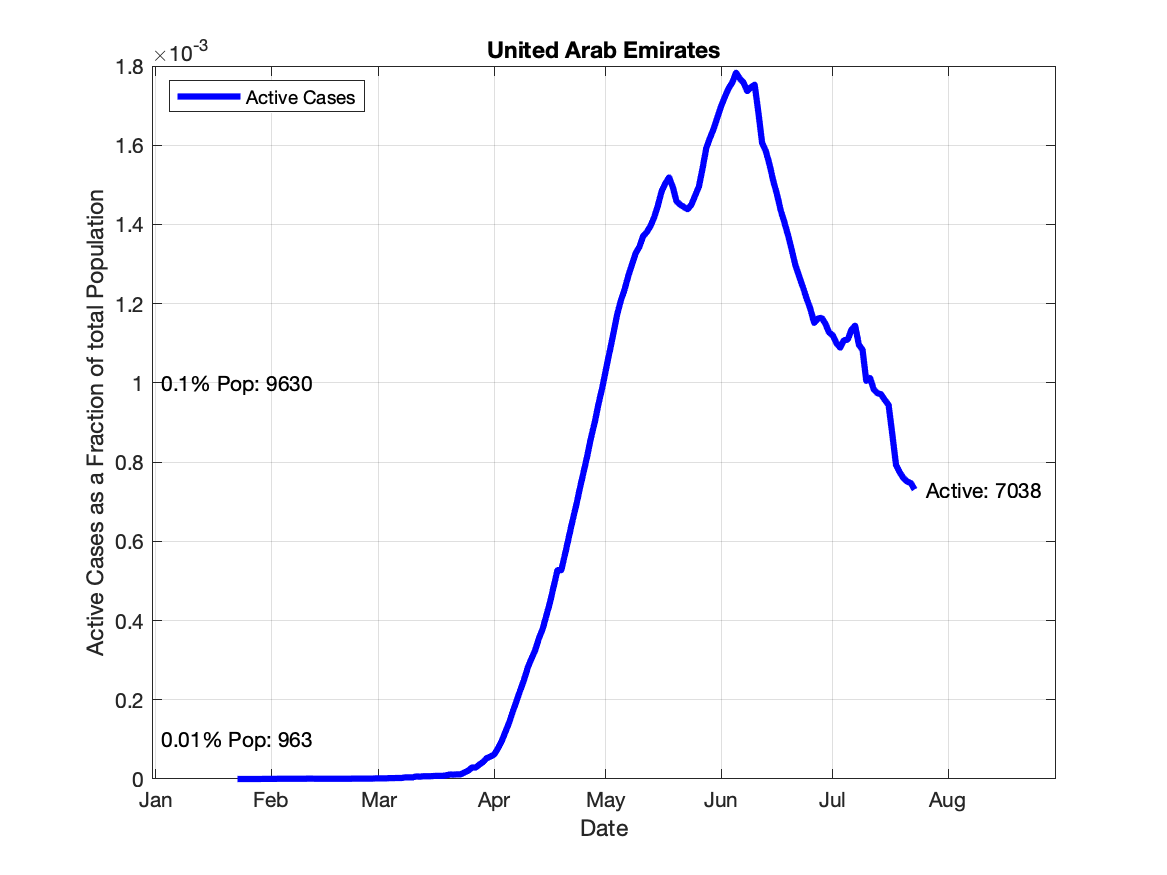 United Arab Emirates
×10-3
1.8
1.6
1.4
1.2
1
0.8
0.6
0.4
0.2
0
Active Cases as a Fraction of total Population
Active Cases
0.1% Pop: 9630
Active: 7038
0.01% Pop: 963
Jan Feb Mar Apr May Jun Jul Aug
Date